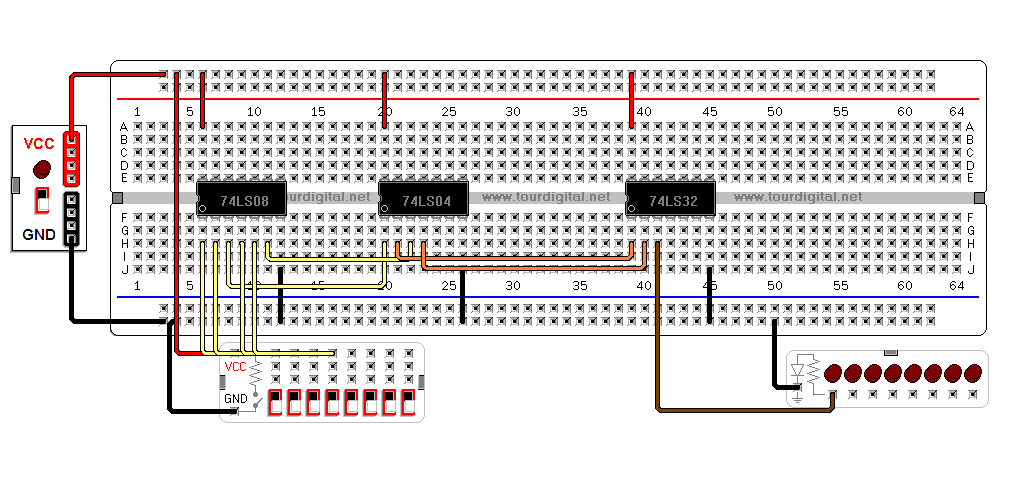 1 5 10 15 20 25 30 35 40 45 50 55 60 64
A A
B B
VCC
C C
D D
E E
74LS08 urdigital.net 74LS04 www.tourdigital.net 74LS32 www.tourdigital.net
GND
F F
G G
H H
I I
J J
1 5 10 15 20 25 30 35 40 45 50 55 60 64
VCC
GND